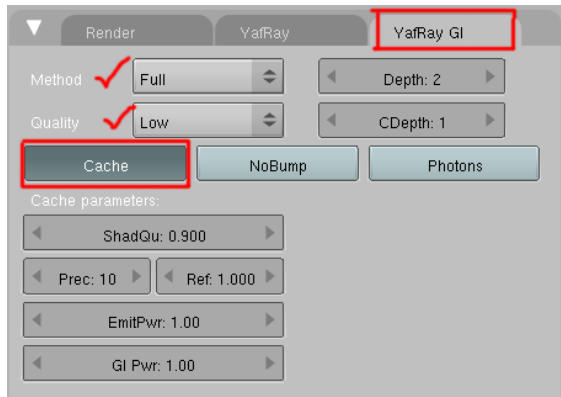 Render YafRay YafRay GI
Method Full Depth: 2
Quality Low CDepth: 1
Cache NoBump Photons
Cache parameters:
ShadQu: 0.900
Prec: 10 Ref: 1.000
EmitPwr: 1.00
GI Pwr: 1.00